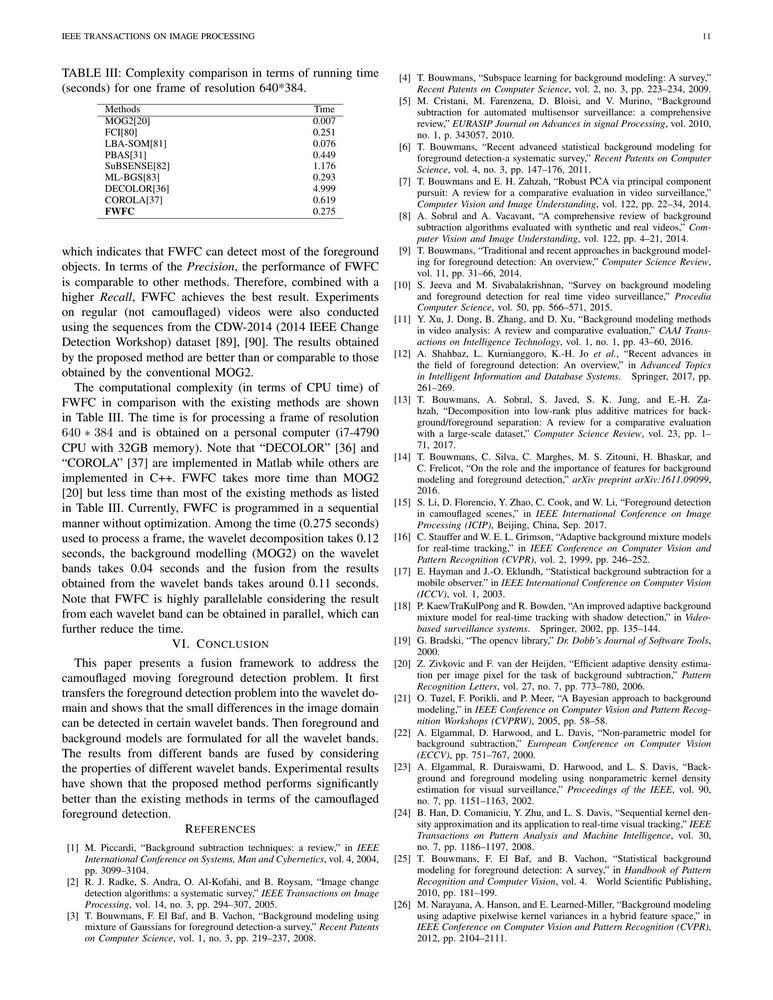 IEEE TRANSACTIONS ON IMAGE PROCESSING 11
TABLE III: Complexity comparison in terms of running time
(seconds) for one frame of resolution 640*384.
Methods Time
MOG2[20] 0.007
FCI[80] 0.251
LBA-SOM[81] 0.076
PBAS[31] 0.449
SuBSENSE[82] 1.176
ML-BGS[83] 0.293
DECOLOR[36] 4.999
COROLA[37] 0.619
FWFC 0.275
which indicates that FWFC can detect most of the foreground
objects. In terms of the Precision, the performance of FWFC
is comparable to other methods. Therefore, combined with a
higher Recall, FWFC achieves the best result. Experiments
on regular (not camouflaged) videos were also conducted
using the sequences from the CDW-2014 (2014 IEEE Change
Detection Workshop) dataset [89], [90]. The results obtained
by the proposed method are better than or comparable to those
obtained by the conventional MOG2.
The computational complexity (in terms of CPU time) of
FWFC in comparison with the existing methods are shown
in Table III. The time is for processing a frame of resolution
640 ∗ 384 and is obtained on a personal computer (i7-4790
CPU with 32GB memory). Note that “DECOLOR” [36] and
“COROLA” [37] are implemented in Matlab while others are
implemented in C++. FWFC takes more time than MOG2
[20] but less time than most of the existing methods as listed
in Table III. Currently, FWFC is programmed in a sequential
manner without optimization. Among the time (0.275 seconds)
used to process a frame, the wavelet decomposition takes 0.12
seconds, the background modelling (MOG2) on the wavelet
bands takes 0.04 seconds and the fusion from the results
obtained from the wavelet bands takes around 0.11 seconds.
Note that FWFC is highly parallelable considering the result
from each wavelet band can be obtained in parallel, which can
further reduce the time.
VI. CONCLUSION
This paper presents a fusion framework to address the
camouflaged moving foreground detection problem. It first
transfers the foreground detection problem into the wavelet do-
main and shows that the small differences in the image domain
can be detected in certain wavelet bands. Then foreground and
background models are formulated for all the wavelet bands.
The results from different bands are fused by considering
the properties of different wavelet bands. Experimental results
have shown that the proposed method performs significantly
better than the existing methods in terms of the camouflaged
foreground detection.
REFERENCES
[1] M. Piccardi, “Background subtraction techniques: a review,” in IEEE
International Conference on Systems, Man and Cybernetics, vol. 4, 2004,
pp. 3099–3104.
[2] R. J. Radke, S. Andra, O. Al-Kofahi, and B. Roysam, “Image change
detection algorithms: a systematic survey,” IEEE Transactions on Image
Processing, vol. 14, no. 3, pp. 294–307, 2005.
[3] T. Bouwmans, F. El Baf, and B. Vachon, “Background modeling using
mixture of Gaussians for foreground detection-a survey,” Recent Patents
on Computer Science, vol. 1, no. 3, pp. 219–237, 2008.
[4] T. Bouwmans, “Subspace learning for background modeling: A survey,”
Recent Patents on Computer Science, vol. 2, no. 3, pp. 223–234, 2009.
[5] M. Cristani, M. Farenzena, D. Bloisi, and V. Murino, “Background
subtraction for automated multisensor surveillance: a comprehensive
review,” EURASIP Journal on Advances in signal Processing, vol. 2010,
no. 1, p. 343057, 2010.
[6] T. Bouwmans, “Recent advanced statistical background modeling for
foreground detection-a systematic survey,” Recent Patents on Computer
Science, vol. 4, no. 3, pp. 147–176, 2011.
[7] T. Bouwmans and E. H. Zahzah, “Robust PCA via principal component
pursuit: A review for a comparative evaluation in video surveillance,”
Computer Vision and Image Understanding, vol. 122, pp. 22–34, 2014.
[8] A. Sobral and A. Vacavant, “A comprehensive review of background
subtraction algorithms evaluated with synthetic and real videos,” Com-
puter Vision and Image Understanding, vol. 122, pp. 4–21, 2014.
[9] T. Bouwmans, “Traditional and recent approaches in background model-
ing for foreground detection: An overview,” Computer Science Review,
vol. 11, pp. 31–66, 2014.
[10] S. Jeeva and M. Sivabalakrishnan, “Survey on background modeling
and foreground detection for real time video surveillance,” Procedia
Computer Science, vol. 50, pp. 566–571, 2015.
[11] Y. Xu, J. Dong, B. Zhang, and D. Xu, “Background modeling methods
in video analysis: A review and comparative evaluation,” CAAI Trans-
actions on Intelligence Technology, vol. 1, no. 1, pp. 43–60, 2016.
[12] A. Shahbaz, L. Kurnianggoro, K.-H. Jo et al., “Recent advances in
the field of foreground detection: An overview,” in Advanced Topics
in Intelligent Information and Database Systems. Springer, 2017, pp.
261–269.
[13] T. Bouwmans, A. Sobral, S. Javed, S. K. Jung, and E.-H. Za-
hzah, “Decomposition into low-rank plus additive matrices for back-
ground/foreground separation: A review for a comparative evaluation
with a large-scale dataset,” Computer Science Review, vol. 23, pp. 1–
71, 2017.
[14] T. Bouwmans, C. Silva, C. Marghes, M. S. Zitouni, H. Bhaskar, and
C. Frelicot, “On the role and the importance of features for background
modeling and foreground detection,” arXiv preprint arXiv:1611.09099,
2016.
[15] S. Li, D. Florencio, Y. Zhao, C. Cook, and W. Li, “Foreground detection
in camouflaged scenes,” in IEEE International Conference on Image
Processing (ICIP), Beijing, China, Sep. 2017.
[16] C. Stauffer and W. E. L. Grimson, “Adaptive background mixture models
for real-time tracking,” in IEEE Conference on Computer Vision and
Pattern Recognition (CVPR), vol. 2, 1999, pp. 246–252.
[17] E. Hayman and J.-O. Eklundh, “Statistical background subtraction for a
mobile observer.” in IEEE International Conference on Computer Vision
(ICCV), vol. 1, 2003.
[18] P. KaewTraKulPong and R. Bowden, “An improved adaptive background
mixture model for real-time tracking with shadow detection,” in Video-
based surveillance systems. Springer, 2002, pp. 135–144.
[19] G. Bradski, “The opencv library,” Dr. Dobb’s Journal of Software Tools,
2000.
[20] Z. Zivkovic and F. van der Heijden, “Efficient adaptive density estima-
tion per image pixel for the task of background subtraction,” Pattern
Recognition Letters, vol. 27, no. 7, pp. 773–780, 2006.
[21] O. Tuzel, F. Porikli, and P. Meer, “A Bayesian approach to background
modeling,” in IEEE Conference on Computer Vision and Pattern Recog-
nition Workshops (CVPRW), 2005, pp. 58–58.
[22] A. Elgammal, D. Harwood, and L. Davis, “Non-parametric model for
background subtraction,” European Conference on Computer Vision
(ECCV), pp. 751–767, 2000.
[23] A. Elgammal, R. Duraiswami, D. Harwood, and L. S. Davis, “Back-
ground and foreground modeling using nonparametric kernel density
estimation for visual surveillance,” Proceedings of the IEEE, vol. 90,
no. 7, pp. 1151–1163, 2002.
[24] B. Han, D. Comaniciu, Y. Zhu, and L. S. Davis, “Sequential kernel den-
sity approximation and its application to real-time visual tracking,” IEEE
Transactions on Pattern Analysis and Machine Intelligence, vol. 30,
no. 7, pp. 1186–1197, 2008.
[25] T. Bouwmans, F. El Baf, and B. Vachon, “Statistical background
modeling for foreground detection: A survey,” in Handbook of Pattern
Recognition and Computer Vision, vol. 4. World Scientific Publishing,
2010, pp. 181–199.
[26] M. Narayana, A. Hanson, and E. Learned-Miller, “Background modeling
using adaptive pixelwise kernel variances in a hybrid feature space,” in
IEEE Conference on Computer Vision and Pattern Recognition (CVPR),
2012, pp. 2104–2111.